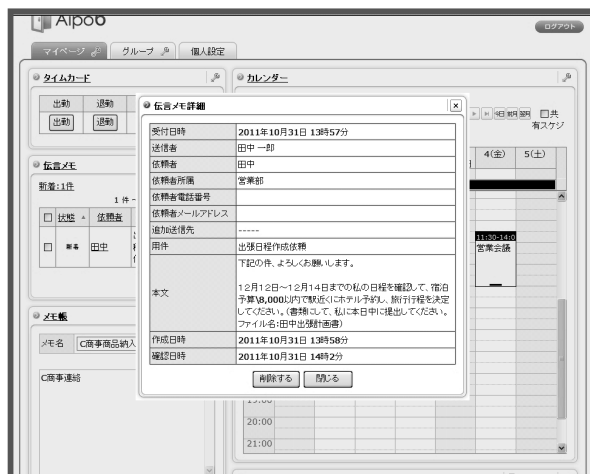 Aipo6
ログアウト
マイページ
グループ
個人設定
タイムカード
カレンダー
出勤 退勤
出勤 退勤
伝言メモ詳細
受付日時 2011年10月31日 13時57分
送信者 田中 一郎
依頼者 田中
依頼者所属 営業部
依頼者電話番号
依頼者メールアドレス
追加送信先 -----
用件 出張日程作成依頼
本文
下記の件、よろしくお願いします。
12月12日～12月14日までの私の日程を確認して、宿泊
予算\8,000以内で駅近くにホテル予約し、旅行行程を決定
してください。(書類にして、私に本日中に提出してください。
ファイル名:田中出張計画書)
作成日時 2011年10月31日 13時58分
確認日時 2011年10月31日 14時2分
削除する 閉じる
伝言メモ
新着:1件
1 件 ~
状態 依頼者
新着 田中
メモ帳
メモ名 C商事商品納入
C商事連絡
今日 前月 翌月 共
有スケジ
4(金) 5(土)
11:30-14:0
営業会議
19:00
20:00
21:00